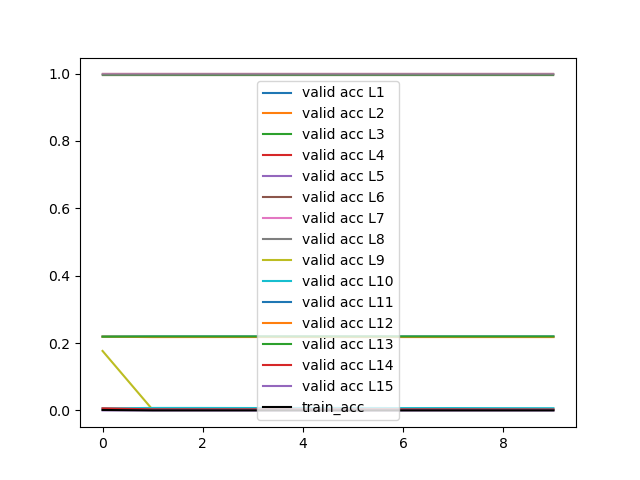 1.0
0.8
0.6
0.4
0.2
0.0
valid acc L1
valid acc L2
valid acc L3
valid acc L4
valid acc L5
valid acc L6
valid acc L7
valid acc L8
valid acc L9
valid acc L10
valid acc L11
valid acc L12
valid acc L13
valid acc L14
valid acc L15
train_acc
0 2 4 6 8